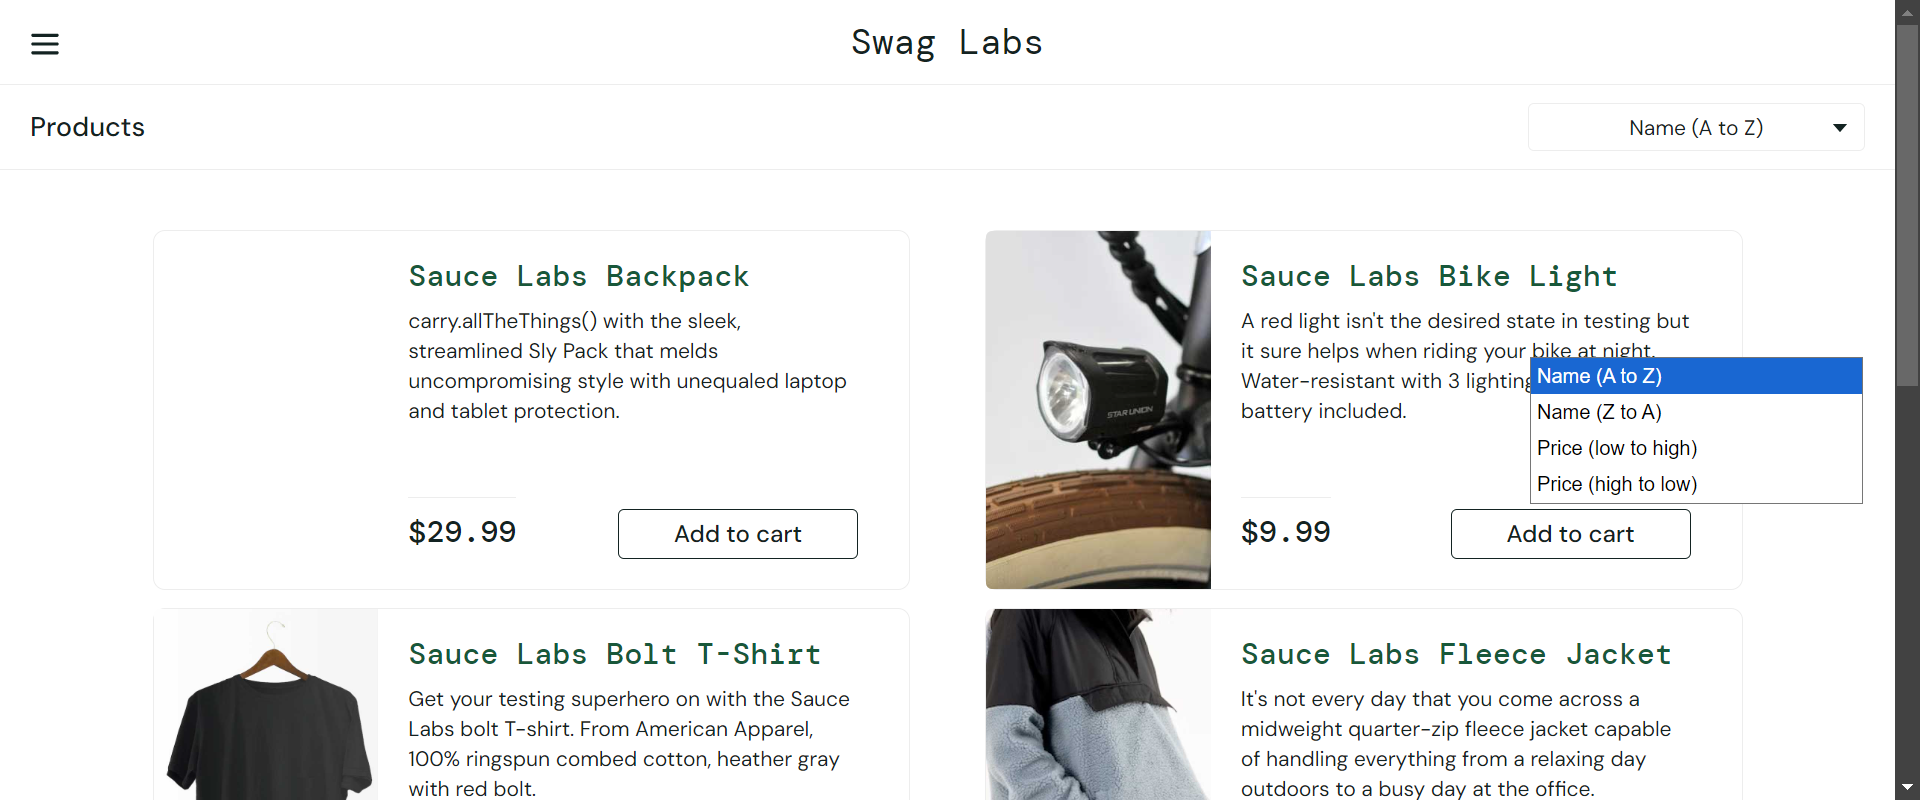 Swag Labs
Products
Name (A to Z)
Sauce Labs Backpack
carry.allTheThings() with the sleek,
streamlined Sly Pack that melds
uncompromising style with unequaled laptop
and tablet protection.
$29.99
Add to cart
Sauce Labs Bike Light
A red light isn't the desired state in testing but
it sure helps when riding your bike at night.
Water-resistant with 3 lighting
battery included.
STAR UNION
Name (A to Z)
Name (Z to A)
Price (low to high)
Price (high to low)
$9.99
Add to cart
Sauce Labs Bolt T-Shirt
Get your testing superhero on with the Sauce
Labs bolt T-shirt. From American Apparel,
100% ringspun combed cotton, heather gray
with red bolt.
Sauce Labs Fleece Jacket
It's not every day that you come across a
midweight quarter-zip fleece jacket capable
of handling everything from a relaxing day
outdoors to a busy day at the office.